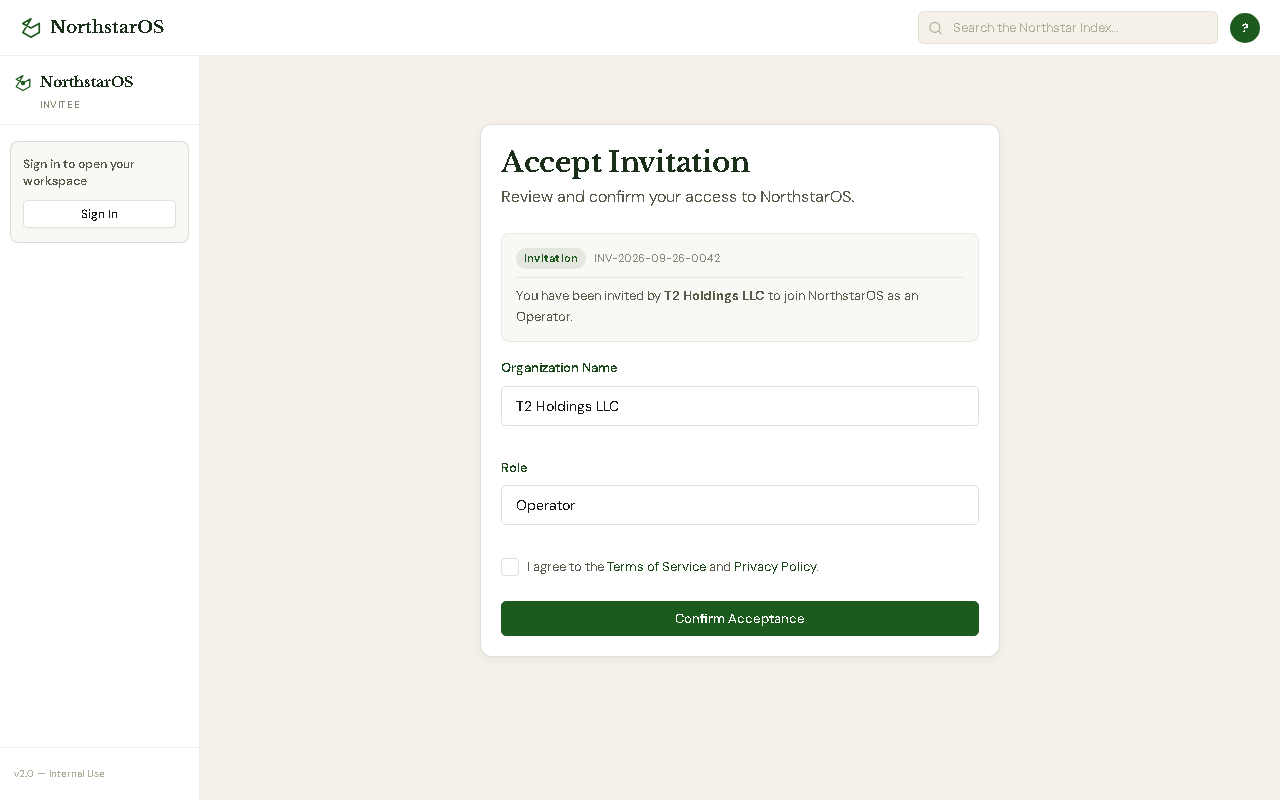 NorthstarOS
Search the Northstar Index...
?
NorthstarOS
INVITEE
Sign in to open your
workspace
Sign In
Accept Invitation
Review and confirm your access to NorthstarOS.
Invitation INV-2026-09-26-0042
You have been invited by T2 Holdings LLC to join NorthstarOS as an
Operator.
Organization Name
T2 Holdings LLC
Role
Operator
I agree to the Terms of Service and Privacy Policy.
Confirm Acceptance
v2.0 — Internal Use